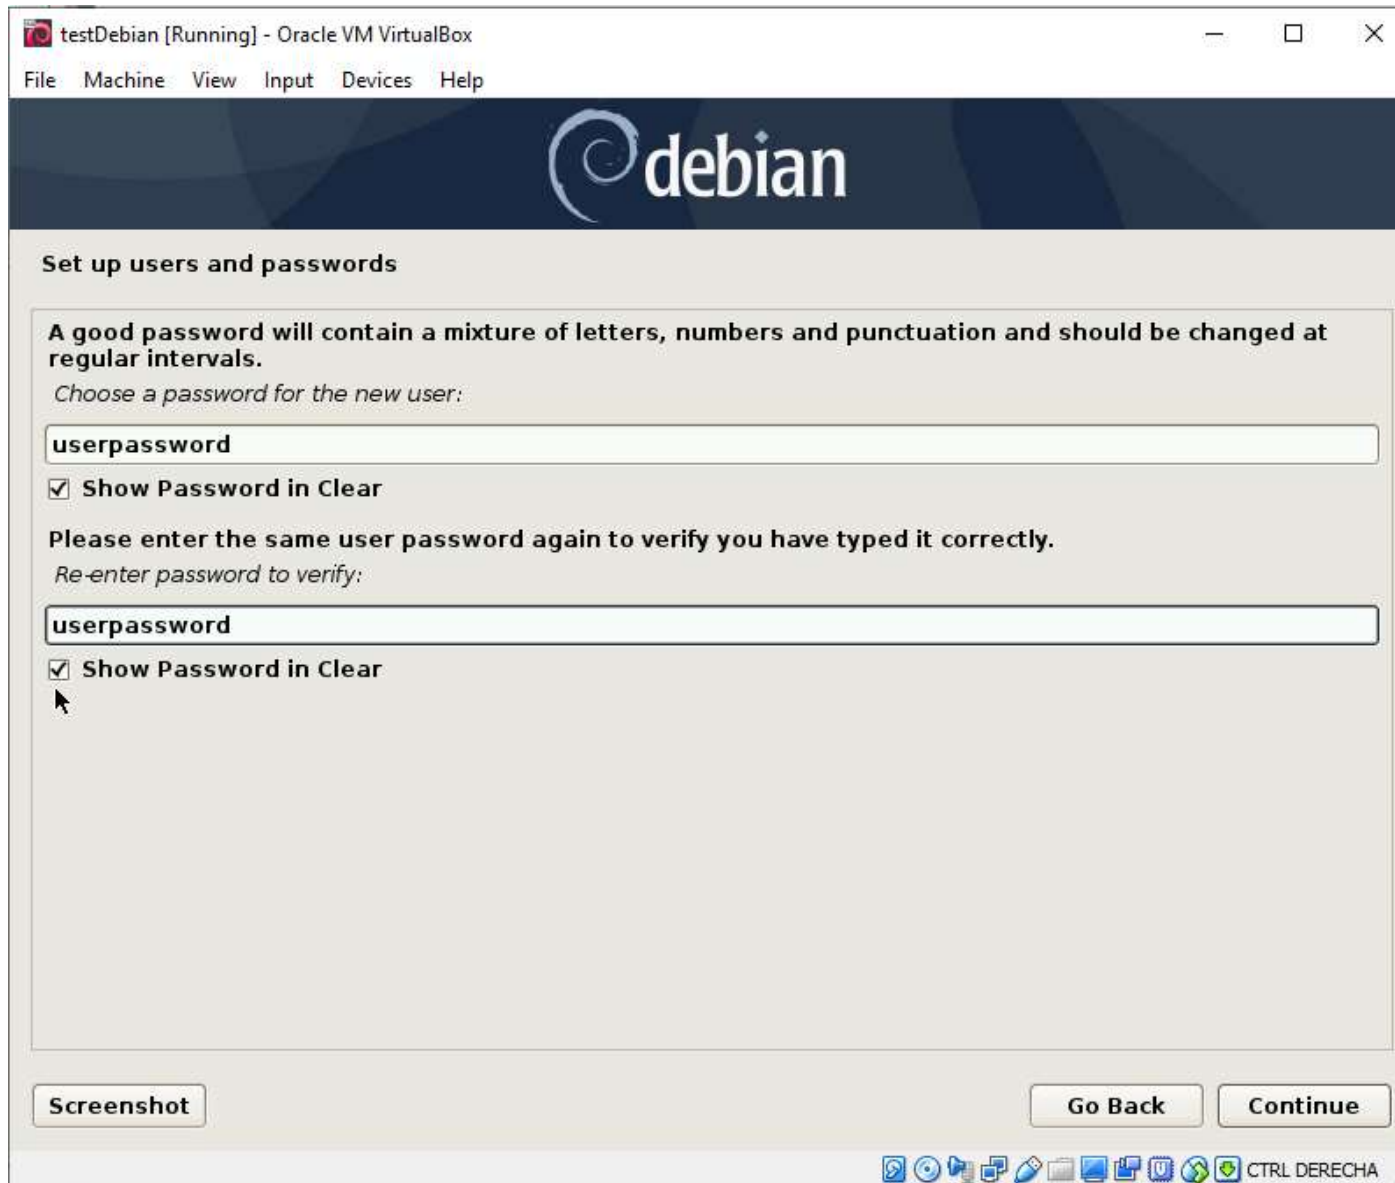 testDebian [Running] - Oracle VM VirtualBox
File Machine View Input Devices Help
debian
Set up users and passwords
A good password will contain a mixture of letters, numbers and punctuation and should be changed at
regular intervals.
Choose a password for the new user:
userpassword
Show Password in Clear
Please enter the same user password again to verify you have typed it correctly.
Re-enter password to verify:
userpassword
Show Password in Clear
Screenshot Go Back Continue
CTRL DERECHA